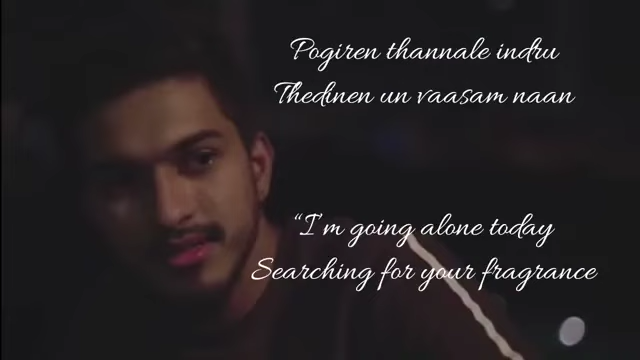 Pogiren thannale indru
Thedinen un vaasam naan
“I'm going alone today
Searching for your fragrance